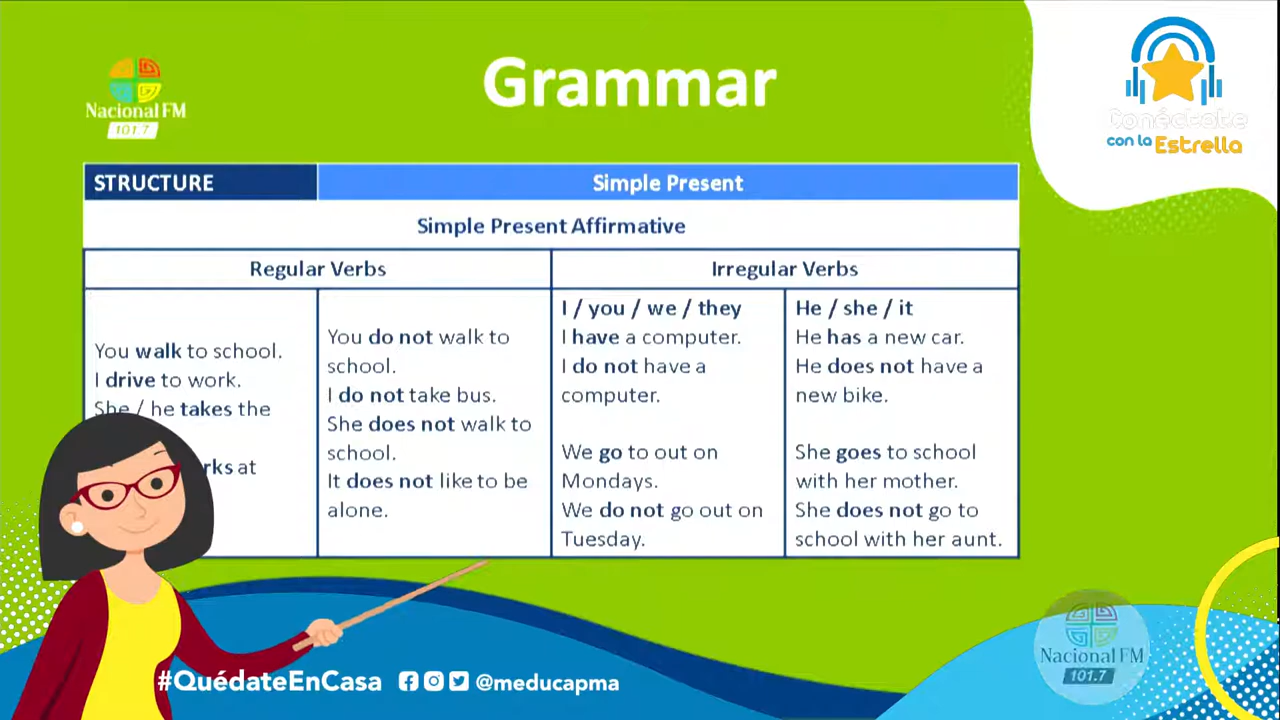 Grammar
Nacional FM
101.7
Conéctate
con la Estrella
STRUCTURE
Simple Present
Simple Present Affirmative
Regular Verbs
Irregular Verbs
You walk to school.
I drive to work.
She / he takes the
at
You do not walk to
school.
I do not take bus.
She does not walk to
school.
It does not like to be
alone.
I / you / we / they
I have a computer.
I do not have a
computer.
We go to out on
Mondays.
We do not go out on
Tuesday.
He / she / it
He has a new car.
He does not have a
new bike.
She goes to school
with her mother.
She does not go to
school with her aunt.
#QuédateEnCasa @meducapma
Nacional FM
101.7